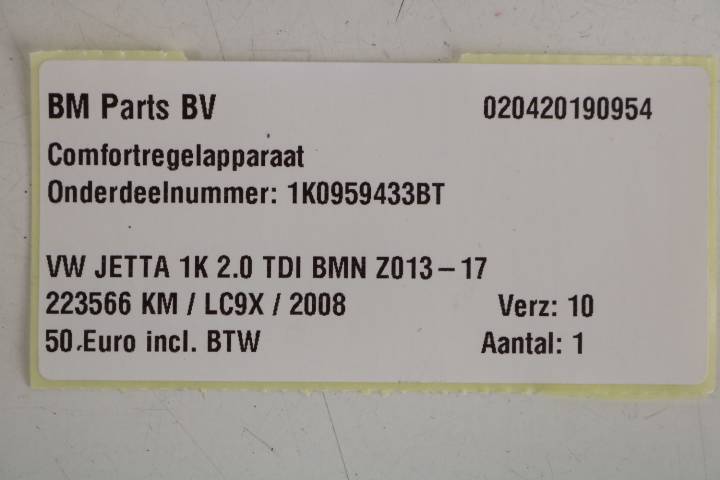 BM Parts BV 020420190954
Comfortregelapparaat
Onderdeelnummer: 1K0959433BT
VW JETTA 1K 2.0 TDI BMN Z013-17
223566 KM / LC9X / 2008 Verz: 10
50 Euro incl. BTW Aantal: 1